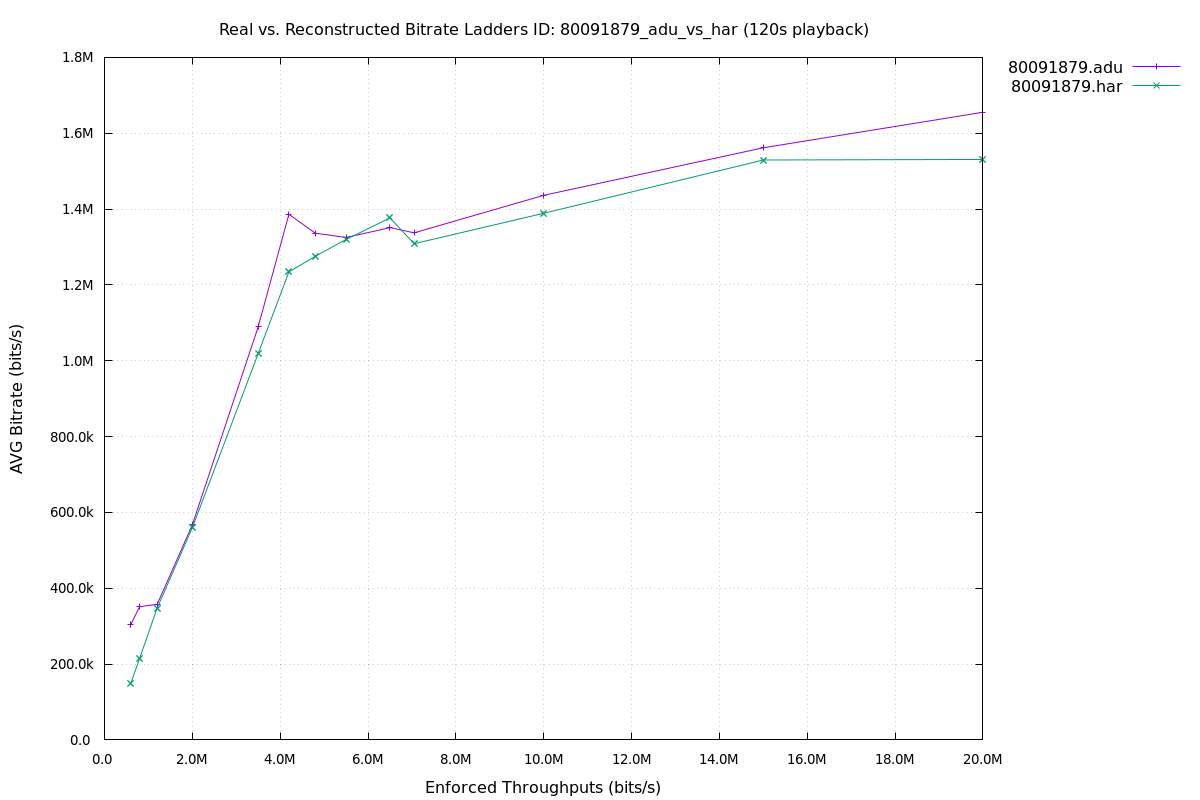 Real vs. Reconstructed Bitrate Ladders ID: 80091879_adu_vs_har (120s playback)
80091879.adu
80091879.har
1.8M
1.6M
1.4M
1.2M
1.0M
800.0k
600.0k
400.0k
200.0k
0.0
AVG Bitrate (bits/s)
0.0 2.0M 4.0M 6.0M 8.0M 10.0M 12.0M 14.0M 16.0M 18.0M 20.0M
Enforced Throughputs (bits/s)